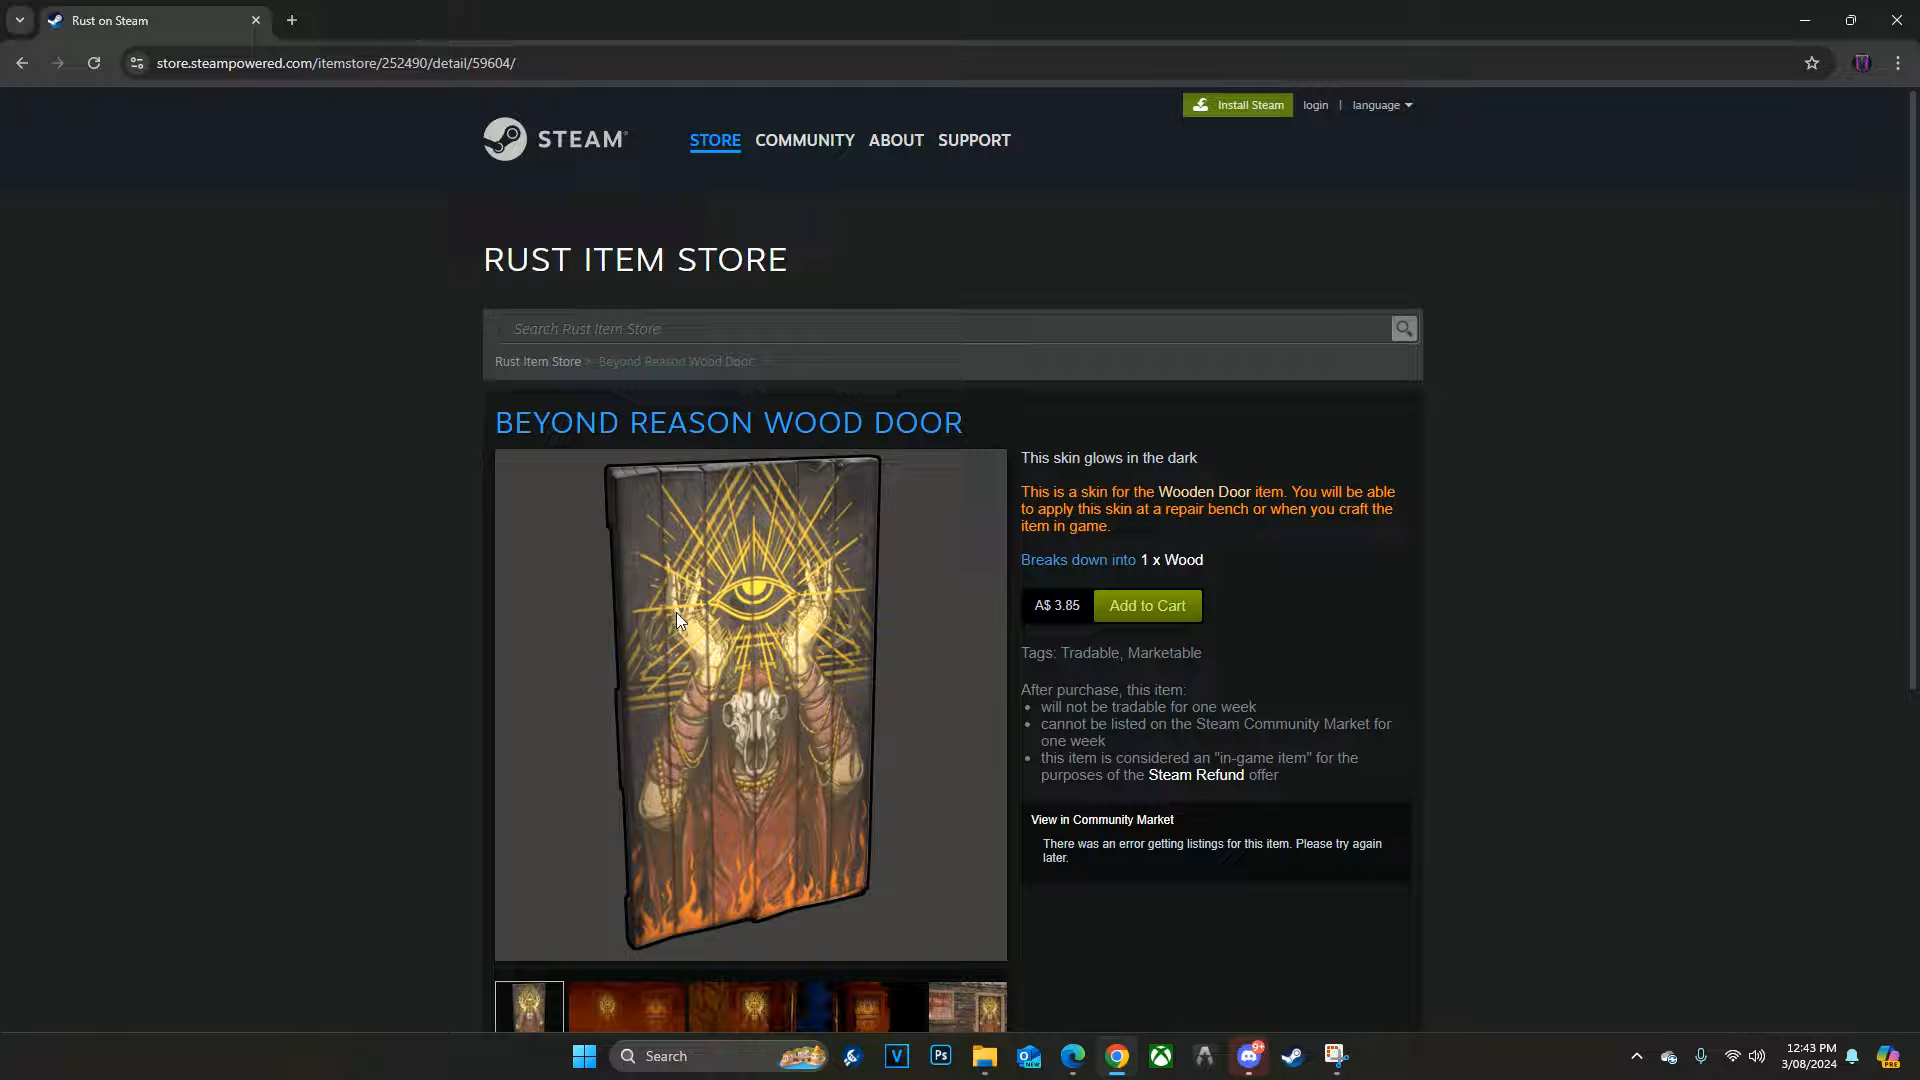 Rust on Steam
store.steampowered.com/itemstore/252490/detail/59604/
Install Steam login | language
STEAM
STORE COMMUNITY ABOUT SUPPORT
RUST ITEM STORE
Search Rust Item Store
Rust Item Store > Beyond Reason Wood Door
BEYOND REASON WOOD DOOR
This skin glows in the dark
This is a skin for the Wooden Door item. You will be able
to apply this skin at a repair bench or when you craft the
item in game.
Breaks down into 1 x Wood
A$ 3.85 Add to Cart
Tags: Tradable, Marketable
After purchase, this item:
• will not be tradable for one week
• cannot be listed on the Steam Community Market for
one week
• this item is considered an "in-game item" for the
purposes of the Steam Refund offer
View in Community Market
There was an error getting listings for this item. Please try again
later.
Search
V
Ps
NEW
9+
12:43 PM
3/08/2024
PRE